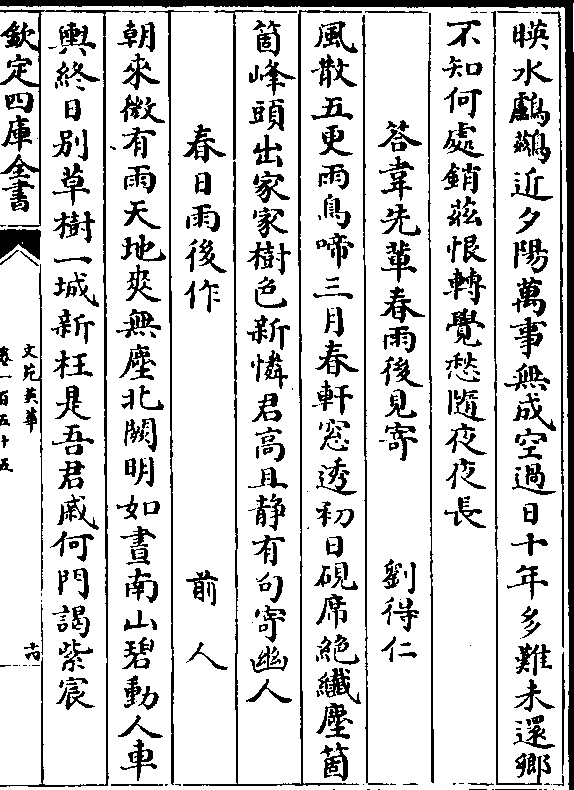 暎水鸕鷀近夕陽萬事無成空過日十年多難未還鄉
不知何處銷茲恨轉覺愁隨夜夜長
答韋先輩春雨後見寄 劉得仁
風散五更雨鳥啼三月春軒窓透初日硯席絶纎塵箇
箇峰頭出家家樹色新憐君高且静有句寄幽人
春日雨後作 前人
朝來微有雨天地爽無塵北闕明如晝南山碧動人車
輿終日别草樹一城新枉是吾君戚何門謁紫宸
欽定四庫全書
文苑英華
卷一百五十五
十六